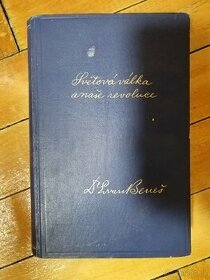 Světová válka
a naše revoluce
Dr Edvard Beneš